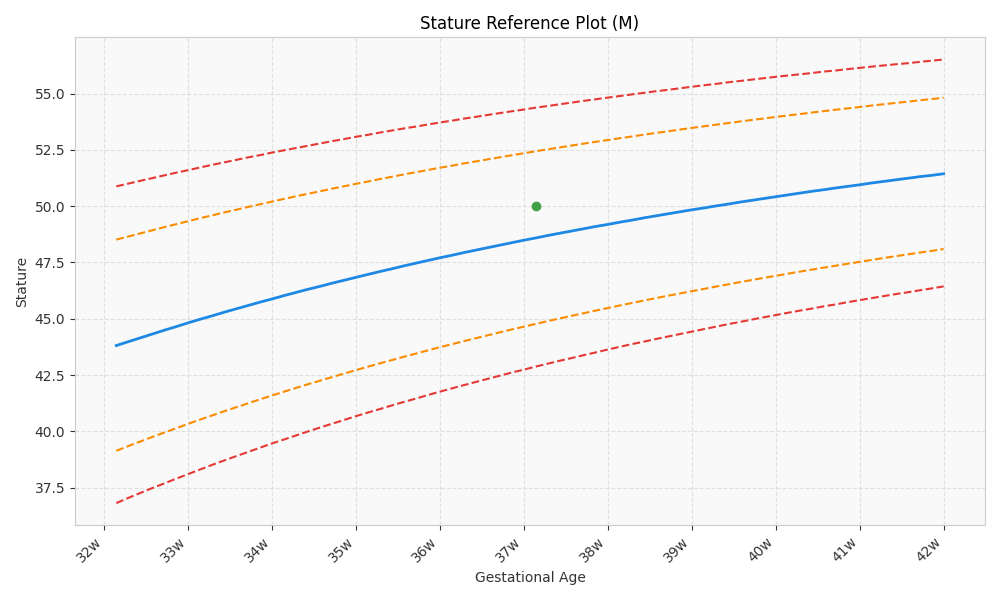 Stature Reference Plot (M)
Stature
55.0
52.5
50.0
47.5
45.0
42.5
40.0
37.5
32w
33w
34w
35w
36w
37w
38w
39w
40w
41w
42w
Gestational Age